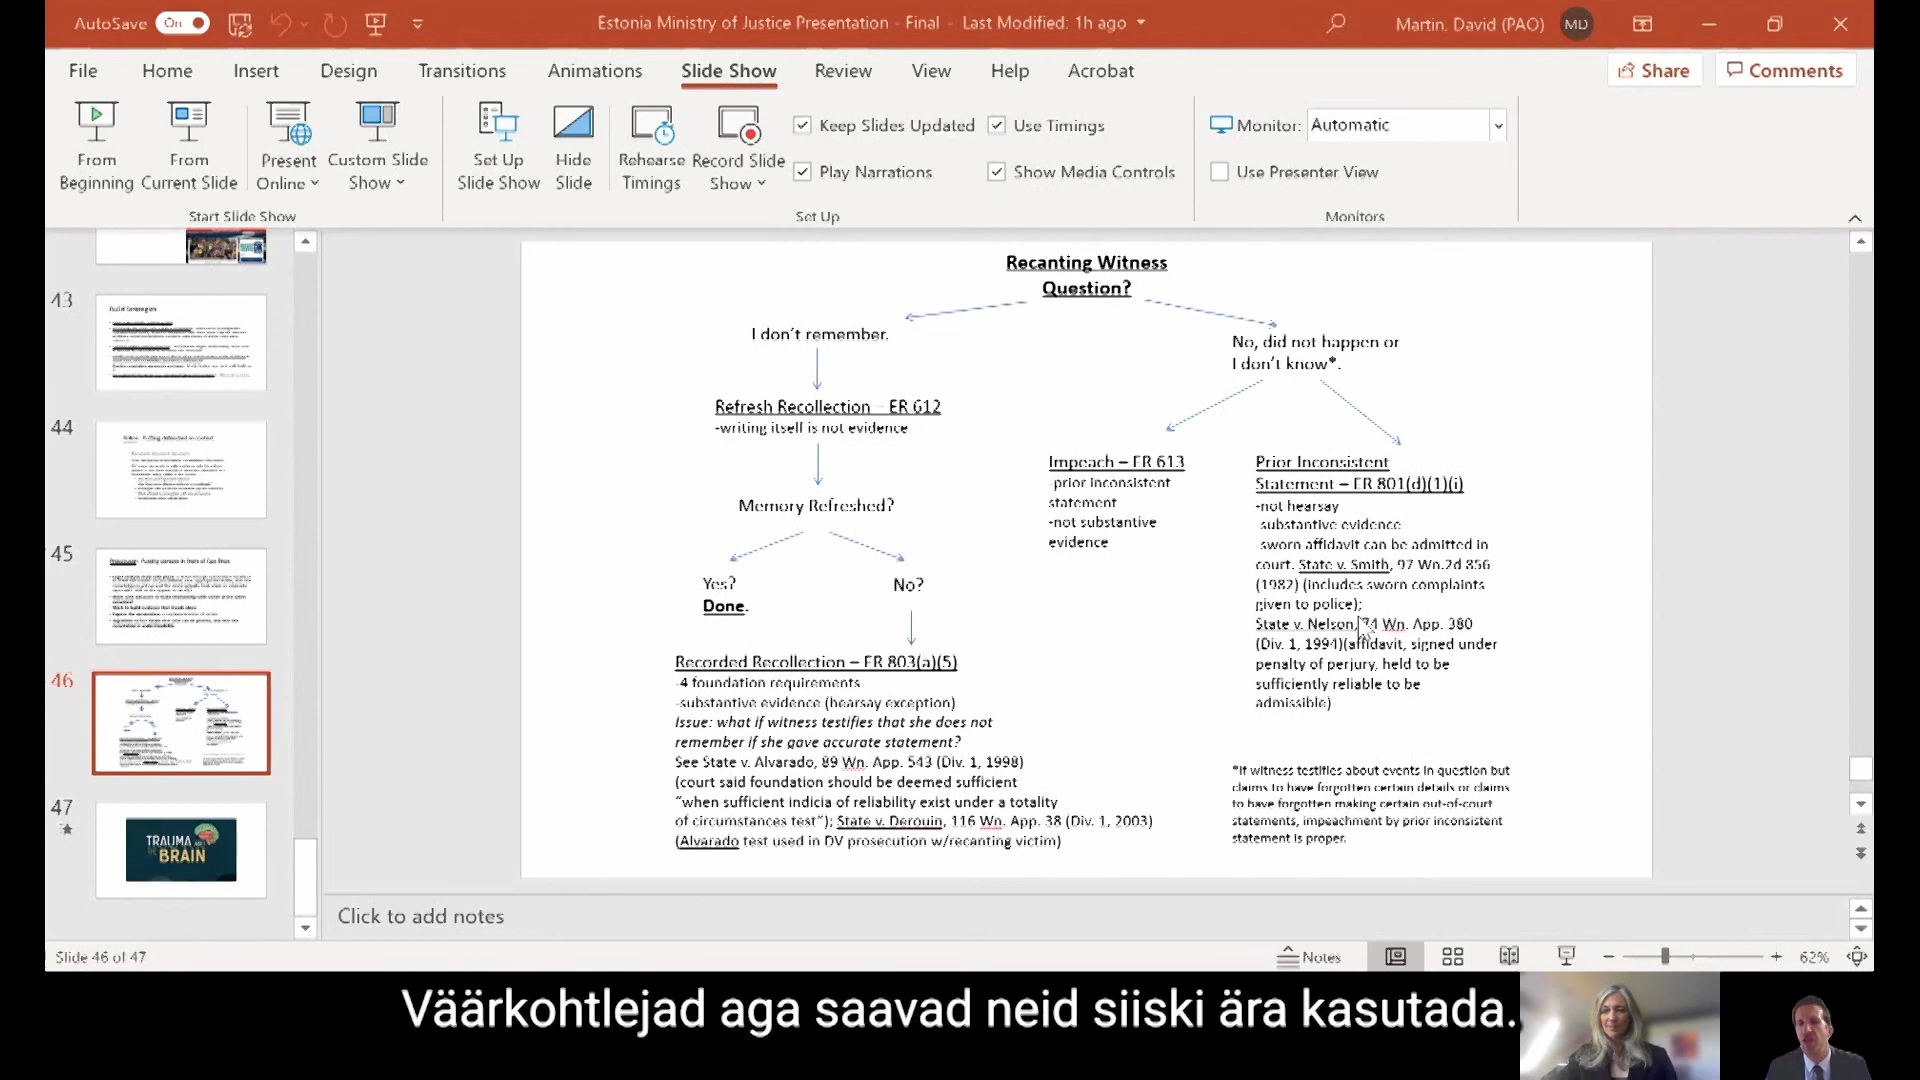 AutoSave On
Estonia Ministry of Justice Presentation - Final - Last Modified: 1h ago
Martin, David (PAO) MD
File Home Insert Design Transitions Animations Slide Show Review View Help Acrobat
Share Comments
From Beginning
From Current Slide
Present Online
Custom Slide Show
Set Up Slide Show
Hide Slide
Rehearse Timings
Record Slide Show
Keep Slides Updated
Play Narrations
Use Timings
Show Media Controls
Monitor: Automatic
Use Presenter View
Start Slide Show
Set Up
Monitors
43
44
45
46
47
TRAUMA
BRAIN
Recanting Witness
Question?
I don't remember.
Refresh Recollection – ER 612
-writing itself is not evidence
Memory Refreshed?
Yes?
Done.
No?
Recorded Recollection – ER 803(a)(5)
-4 foundation requirements
-substantive evidence (hearsay exception)
Issue: what if witness testifies that she does not
remember if she gave accurate statement?
See State v. Alvarado, 89 Wn. App. 543 (Div. 1, 1998)
(court said foundation should be deemed sufficient
"when sufficient indicia of reliability exist under a totality
of circumstances test"); State v. Derouin, 116 Wn. App. 38 (Div. 1, 2003)
(Alvarado test used in DV prosecution w/recanting victim)
No, did not happen or
I don't know*.
Impeach – ER 613
-prior inconsistent
statement
-not substantive
evidence
Prior Inconsistent
Statement – ER 801(d)(1)(i)
-not hearsay
-substantive evidence
-sworn affidavit can be admitted in
court. State v. Smith, 97 Wn.2d 856
(1982) (includes sworn complaints
given to police);
State v. Nelson, 74 Wn. App. 380
(Div. 1, 1994)(affidavit, signed under
penalty of perjury, held to be
sufficiently reliable to be
admissible)
*If witness testifies about events in question but
claims to have forgotten certain details or claims
to have forgotten making certain out-of-court
statements, impeachment by prior inconsistent
statement is proper.
Click to add notes
Slide 46 of 47
Notes
62%
Väärkohtlejad aga saavad neid siiski ära kasutada.